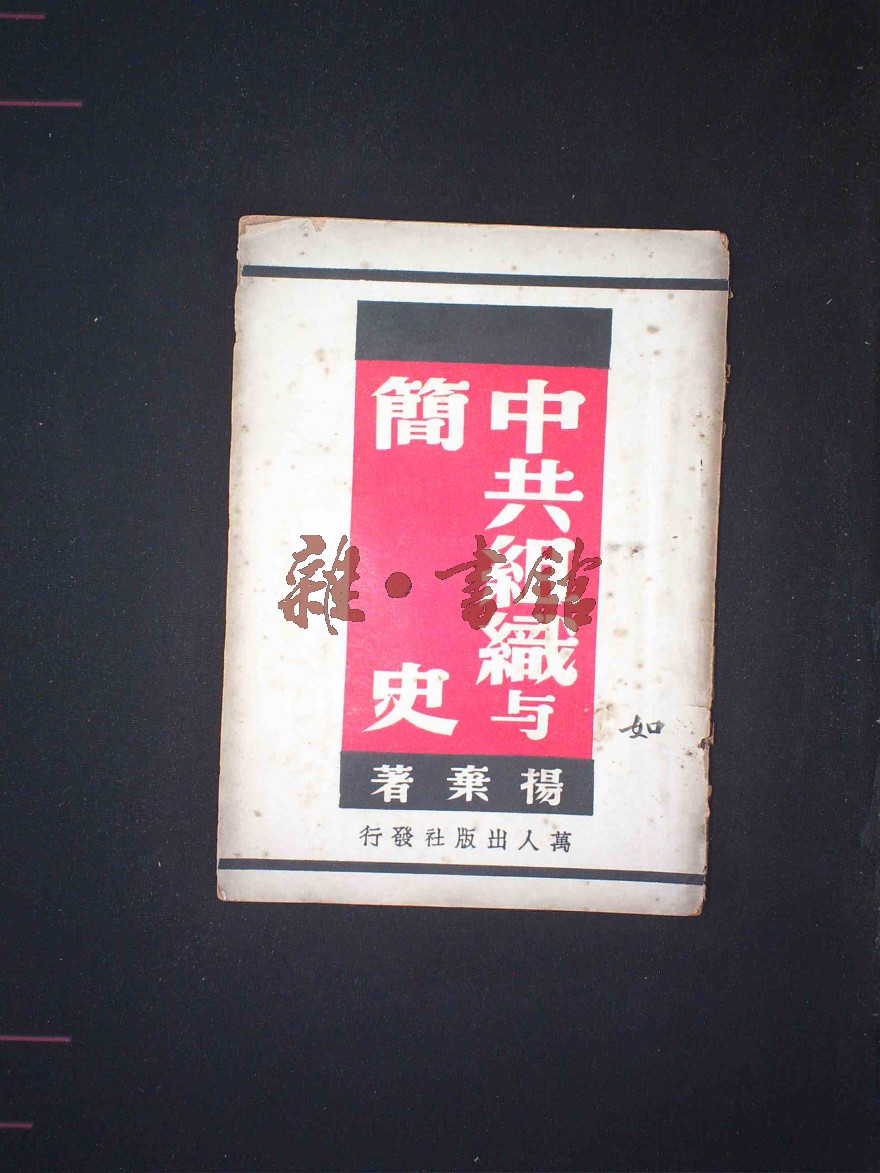 中共組織与
簡史
揚棄著
萬人出版社發行
如
雜·書館